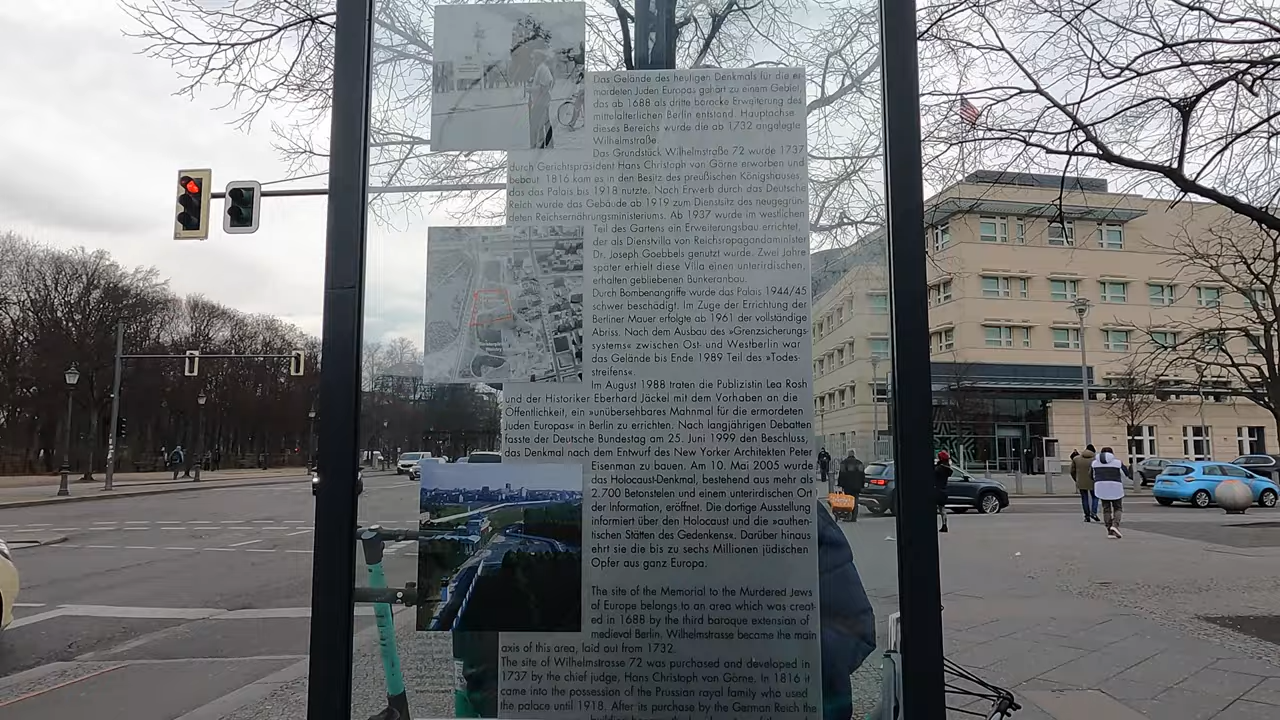 Das Gelände des heutigen Denkmals für die er-
mordeten Juden Europas gehört zu einem Gebiet,
das ab 1688 als dritte barocke Erweiterung des
mittelalterlichen Berlin entstand. Hauptachse
dieses Bereichs wurde die ab 1732 angelegte
Wilhelmstraße.
Das Grundstück Wilhelmstraße 72 wurde 1737
durch Gerichtspräsident Hans Christoph von Görne erworben und
bebaut. 1816 kam es in den Besitz des preußischen Königshauses,
das das Palais bis 1918 nutzte. Nach Erwerb durch das Deutsche
Reich wurde das Gebäude ab 1919 zum Dienstsitz des neugegrün-
deten Reichsernährungsministeriums. Ab 1937 wurde im westlichen
Teil des Gartens ein Erweiterungsbau errichtet,
der als Dienstvilla von Reichspropagandaminister
Dr. Joseph Goebbels genutzt wurde. Zwei Jahre
später erhielt diese Villa einen unterirdischen,
erhalten gebliebenen Bunkeranbau.
Durch Bombenangriffe wurde das Palais 1944/45
schwer beschädigt. Im Zuge der Errichtung der
Berliner Mauer erfolgte ab 1961 der vollständige
Abriss. Nach dem Ausbau des »Grenzsicherungs-
systems« zwischen Ost- und Westberlin war
das Gelände bis Ende 1989 Teil des »Todes-
streifens«.
Im August 1988 traten die Publizistin Lea Rosh
und der Historiker Eberhard Jäckel mit dem Vorhaben an die
Öffentlichkeit, ein »unübersehbares Mahnmal für die ermordeten
Juden Europas« in Berlin zu errichten. Nach langjährigen Debatten
fasste der Deutsche Bundestag am 25. Juni 1999 den Beschluss,
das Denkmal nach dem Entwurf des New Yorker Architekten Peter
Eisenman zu bauen. Am 10. Mai 2005 wurde
das Holocaust-Denkmal, bestehend aus mehr als
2.700 Betonstelen und einem unterirdischen Ort
der Information, eröffnet. Die dortige Ausstellung
informiert über den Holocaust und die »authen-
tischen Stätten des Gedenkens«. Darüber hinaus
ehrt sie die bis zu sechs Millionen jüdischen
Opfer aus ganz Europa.
The site of the Memorial to the Murdered Jews
of Europe belongs to an area which was creat-
ed in 1688 by the third baroque extension of
medieval Berlin. Wilhelmstrasse became the main
axis of this area, laid out from 1732.
The site of Wilhelmstrasse 72 was purchased and developed in
1737 by the chief judge, Hans Christoph von Görne. In 1816 it
came into the possession of the Prussian royal family who used
the palace until 1918. After its purchase by the German Reich the